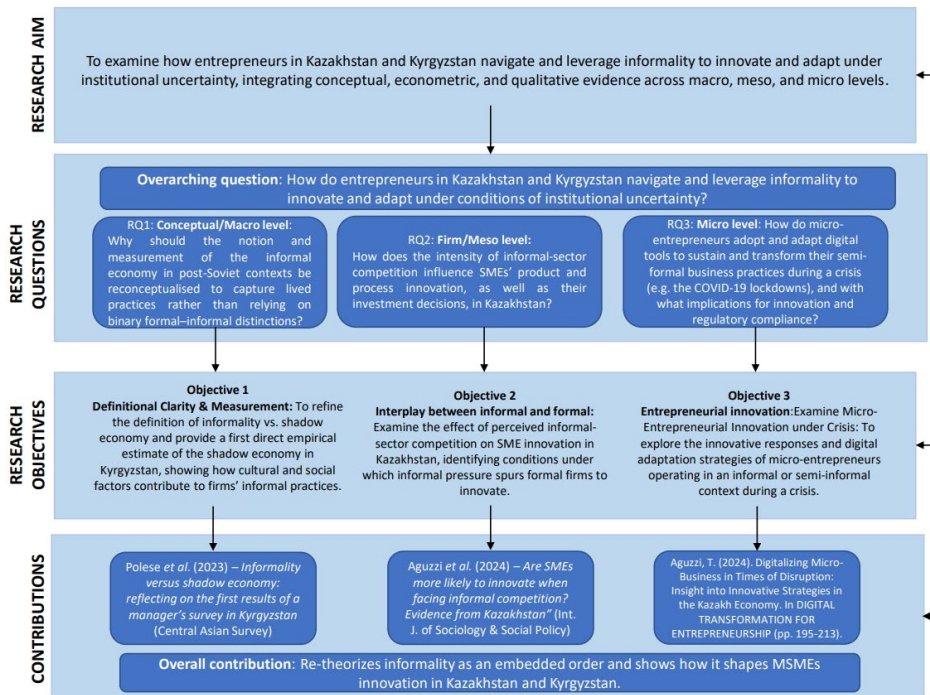 RESEARCH AIM
To examine how entrepreneurs in Kazakhstan and Kyrgyzstan navigate and leverage informality to innovate and adapt under
institutional uncertainty, integrating conceptual, econometric, and qualitative evidence across macro, meso, and micro levels.
RESEARCH
QUESTIONS
Overarching question: How do entrepreneurs in Kazakhstan and Kyrgyzstan navigate and leverage informality to
innovate and adapt under conditions of institutional uncertainty?
RQ1: Conceptual/Macro level:
Why should the notion and
measurement of the informal
economy in post-Soviet contexts be
reconceptualised to capture lived
practices rather than relying on
binary formal–informal distinctions?
RQ2: Firm/Meso level:
How does the intensity of informal-sector
competition influence SMEs’ product and
process innovation, as well as their
investment decisions, in Kazakhstan?
RQ3: Micro level: How do micro-
entrepreneurs adopt and adapt digital
tools to sustain and transform their semi-
formal business practices during a crisis
(e.g. the COVID-19 lockdowns), and with
what implications for innovation and
regulatory compliance?
RESEARCH
OBJECTIVES
Objective 1
Definitional Clarity & Measurement: To
refine the definition of informality vs. shadow
economy and provide a first direct empirical
estimate of the shadow economy in
Kyrgyzstan, showing how cultural and social
factors contribute to firms’ informal practices.
Objective 2
Interplay between informal and formal:
Examine the effect of perceived informal-
sector competition on SME innovation in
Kazakhstan, identifying conditions under
which informal pressure spurs formal firms to
innovate.
Objective 3
Entrepreneurial innovation:Examine Micro-
Entrepreneurial Innovation under Crisis: To
explore the innovative responses and digital
adaptation strategies of micro-entrepreneurs
operating in an informal or semi-informal
context during a crisis.
CONTRIBUTIONS
Polese et al. (2023) – Informality
versus shadow economy:
reflecting on the first results of a
manager’s survey in Kyrgyzstan
(Central Asian Survey)
Aguzzi et al. (2024) – Are SMEs
more likely to innovate when
facing informal competition?
Evidence from Kazakhstan” (Int.
J. of Sociology & Social Policy)
Aguzzi, T. (2024). Digitalizing Micro-
Business in Times of Disruption:
Insight into Innovative Strategies in
the Kazakh Economy. In DIGITAL
TRANSFORMATION FOR
ENTREPRENEURSHIP (pp. 195-213).
Overall contribution: Re-theorizes informality as an embedded order and shows how it shapes MSMEs
innovation in Kazakhstan and Kyrgyzstan.